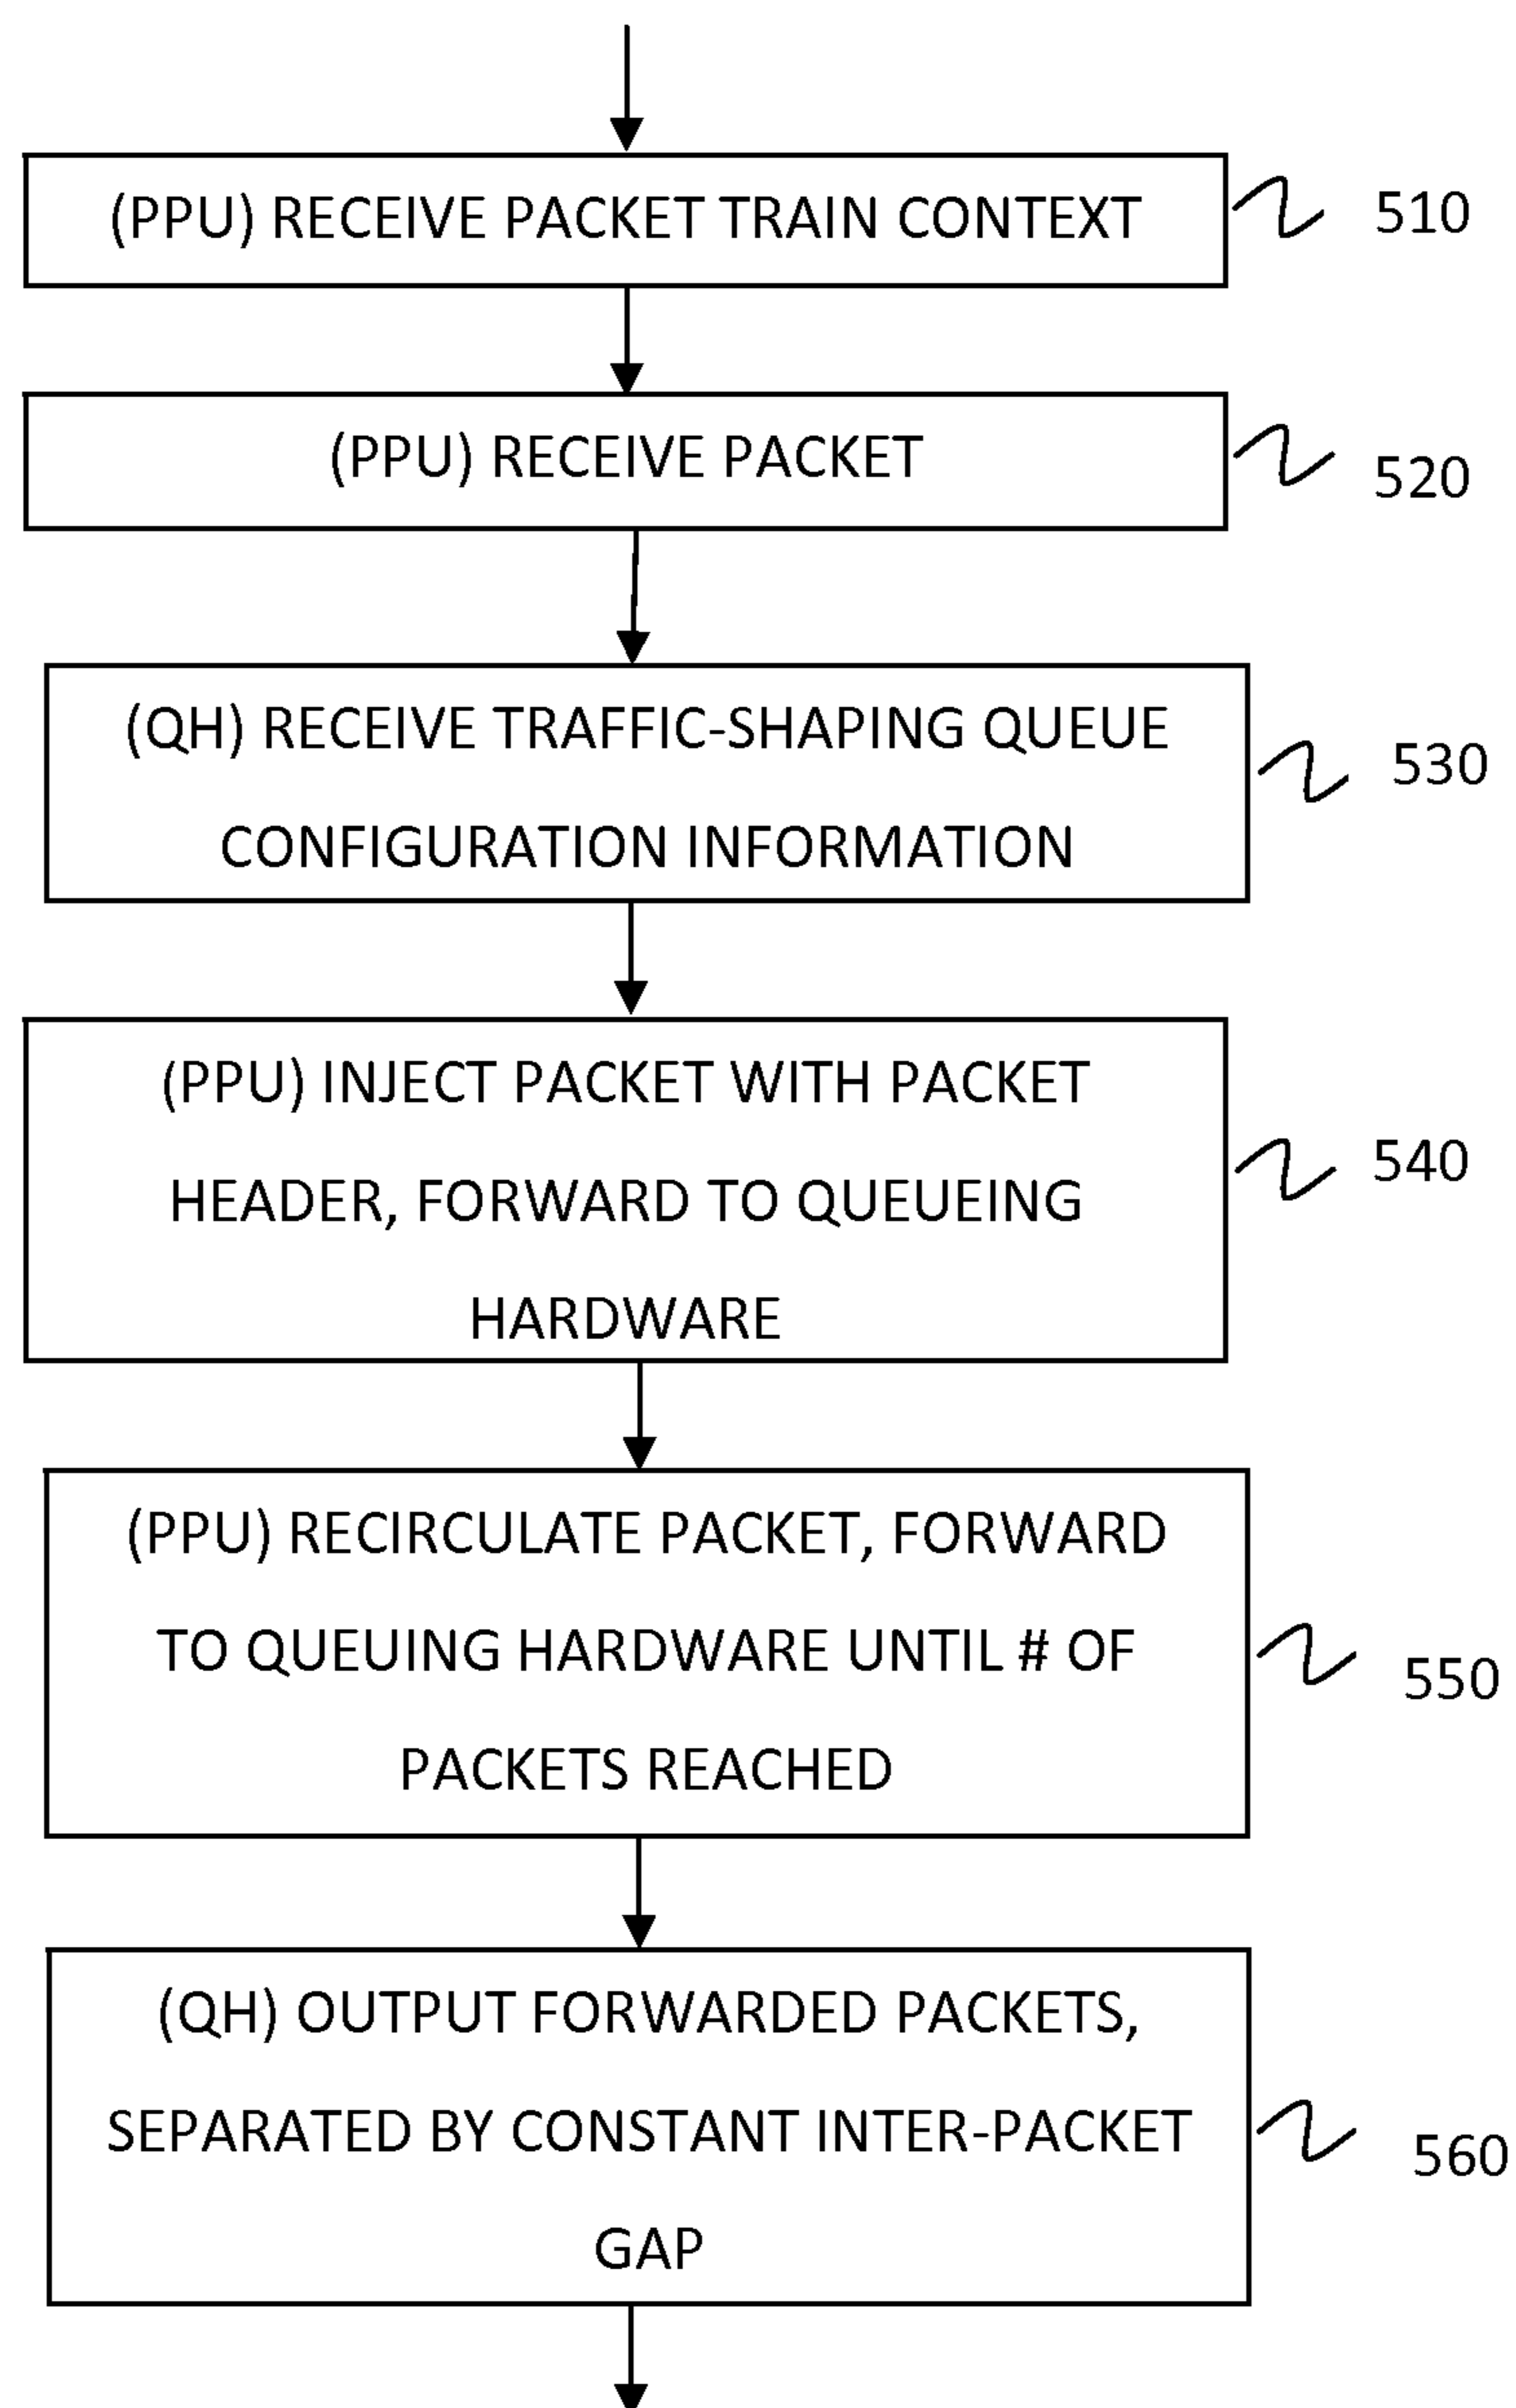 (PPU) RECEIVE PACKET TRAIN CONTEXT
510
(PPU) RECEIVE PACKET
520
(QH) RECEIVE TRAFFIC-SHAPING QUEUE
CONFIGURATION INFORMATION
530
(PPU) INJECT PACKET WITH PACKET
HEADER, FORWARD TO QUEUEING
HARDWARE
540
(PPU) RECIRCULATE PACKET, FORWARD
TO QUEUING HARDWARE UNTIL # OF
PACKETS REACHED
550
(QH) OUTPUT FORWARDED PACKETS,
SEPARATED BY CONSTANT INTER-PACKET
GAP
560